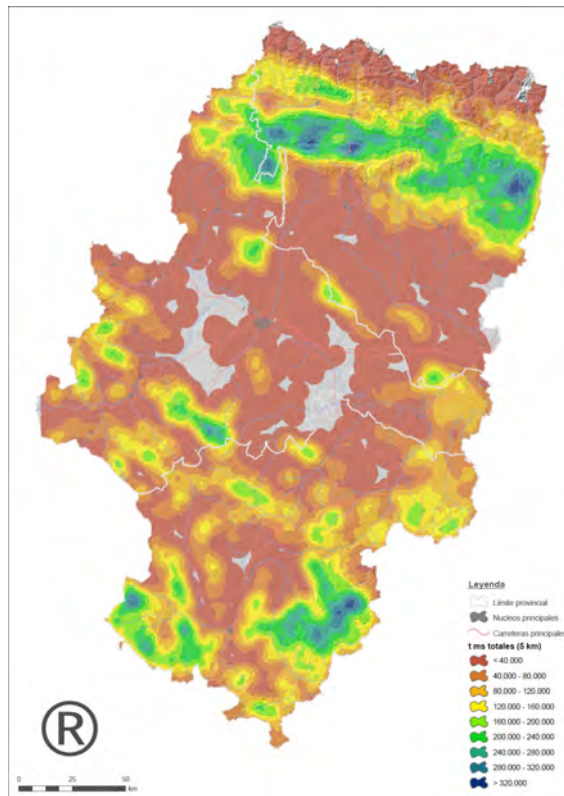 Leyenda
Límite provincial
Nucleos principales
Carreteras principales
t ms totales (5 km)
< 40.000
40.000 - 80.000
80.000 - 120.000
120.000 - 160.000
160.000 - 200.000
200.000 - 240.000
240.000 - 280.000
280.000 - 320.000
> 320.000
®
0 25 50
km